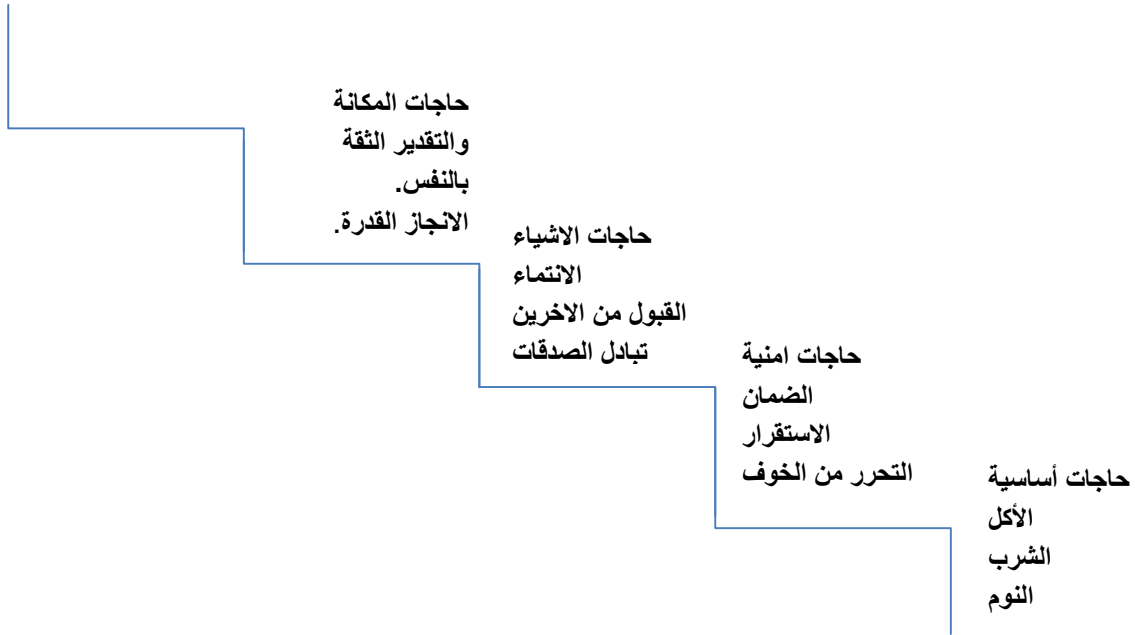 حاجات المكانة
والتقدير الثقة
بالنفس.
الانجاز القدرة.
حاجات الاشياء
الانتماء
القبول من الاخرين
تبادل الصدقات
حاجات امنية
الضمان
الاستقرار
التحرر من الخوف
حاجات أساسية
الأكل
الشرب
النوم